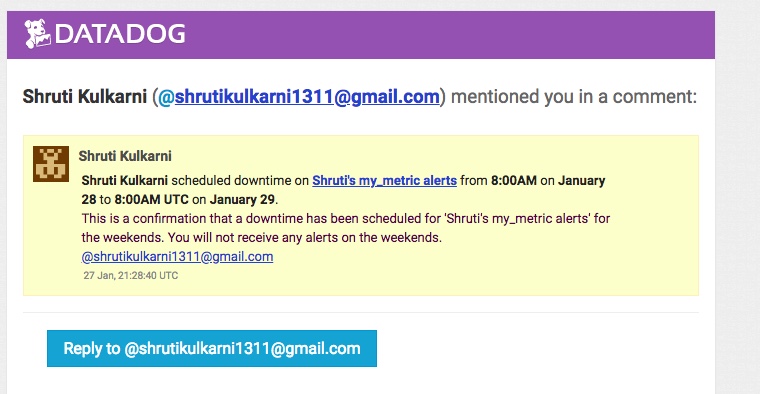 DATADOG
Shruti Kulkarni (@shrutikulkarni1311@gmail.com) mentioned you in a comment:
Shruti Kulkarni
Shruti Kulkarni scheduled downtime on Shruti's my_metric alerts from 8:00AM on January
28 to 8:00AM UTC on January 29.
This is a confirmation that a downtime has been scheduled for 'Shruti's my_metric alerts' for
the weekends. You will not receive any alerts on the weekends.
@shrutikulkarni1311@gmail.com
27 Jan, 21:28:40 UTC
Reply to @shrutikulkarni1311@gmail.com